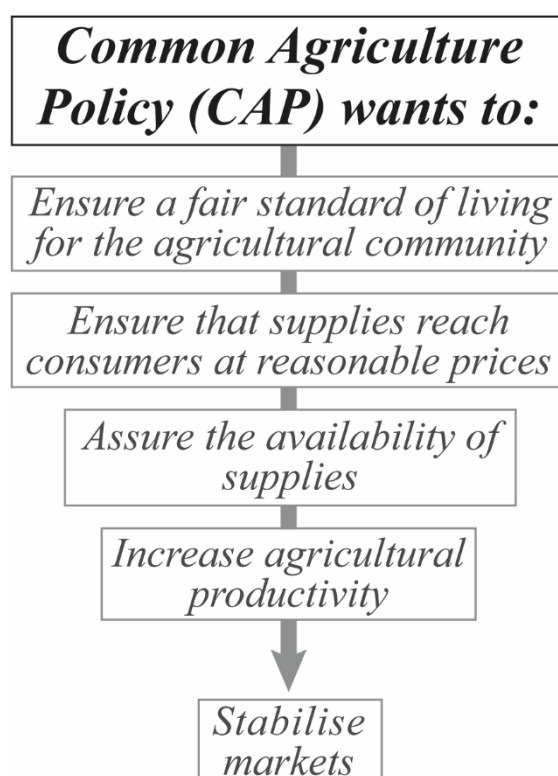 Common Agriculture
Policy (CAP) wants to:
Ensure a fair standard of living
for the agricultural community
Ensure that supplies reach
consumers at reasonable prices
Assure the availability of
supplies
Increase agricultural
productivity
Stabilise
markets